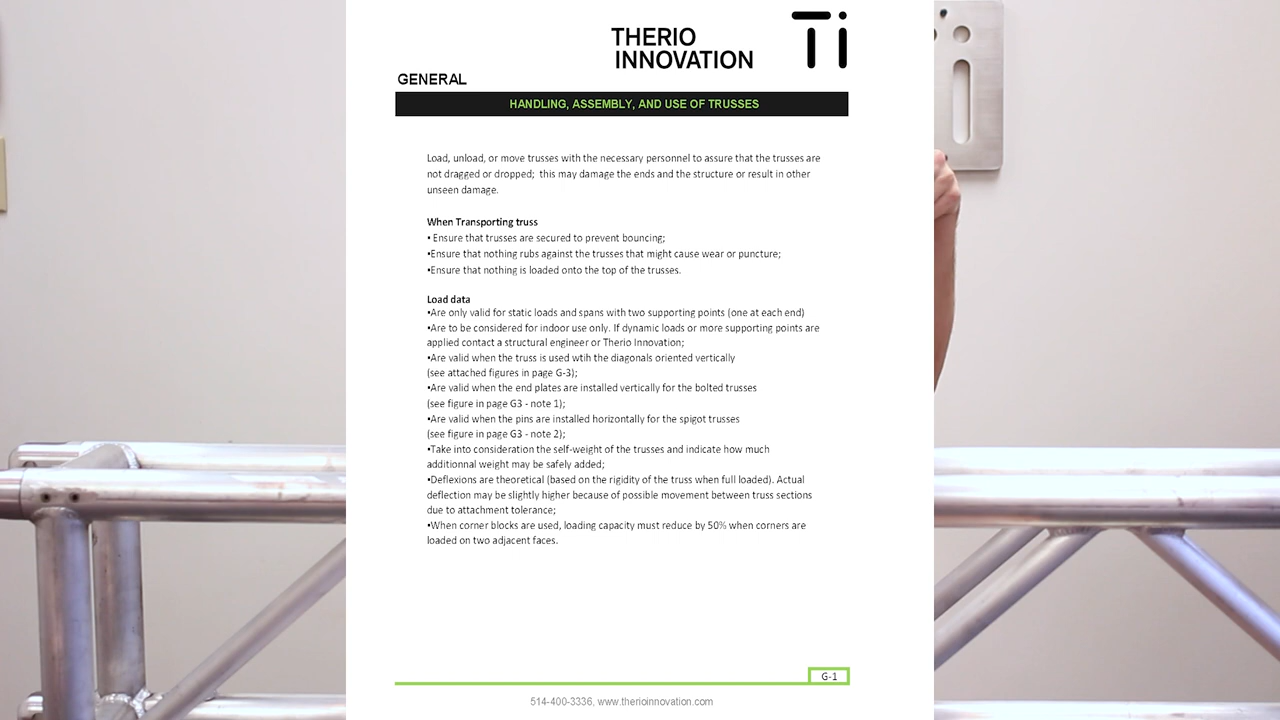 THERIO
INNOVATION
Ti
GENERAL
HANDLING, ASSEMBLY, AND USE OF TRUSSES
Load, unload, or move trusses with the necessary personnel to assure that the trusses are
not dragged or dropped;  this may damage the ends and the structure or result in other
unseen damage.
When Transporting truss
• Ensure that trusses are secured to prevent bouncing;
•Ensure that nothing rubs against the trusses that might cause wear or puncture;
•Ensure that nothing is loaded onto the top of the trusses.
Load data
•Are only valid for static loads and spans with two supporting points (one at each end)
•Are to be considered for indoor use only. If dynamic loads or more supporting points are
applied contact a structural engineer or Therio Innovation;
•Are valid when the truss is used wtih the diagonals oriented vertically
(see attached figures in page G-3);
•Are valid when the end plates are installed vertically for the bolted trusses
(see figure in page G3 - note 1);
•Are valid when the pins are installed horizontally for the spigot trusses
(see figure in page G3 - note 2);
•Take into consideration the self-weight of the trusses and indicate how much
additionnal weight may be safely added;
•Deflexions are theoretical (based on the rigidity of the truss when full loaded). Actual
deflection may be slightly higher because of possible movement between truss sections
due to attachment tolerance;
•When corner blocks are used, loading capacity must reduce by 50% when corners are
loaded on two adjacent faces.
G-1
514-400-3336, www.therioinnovation.com